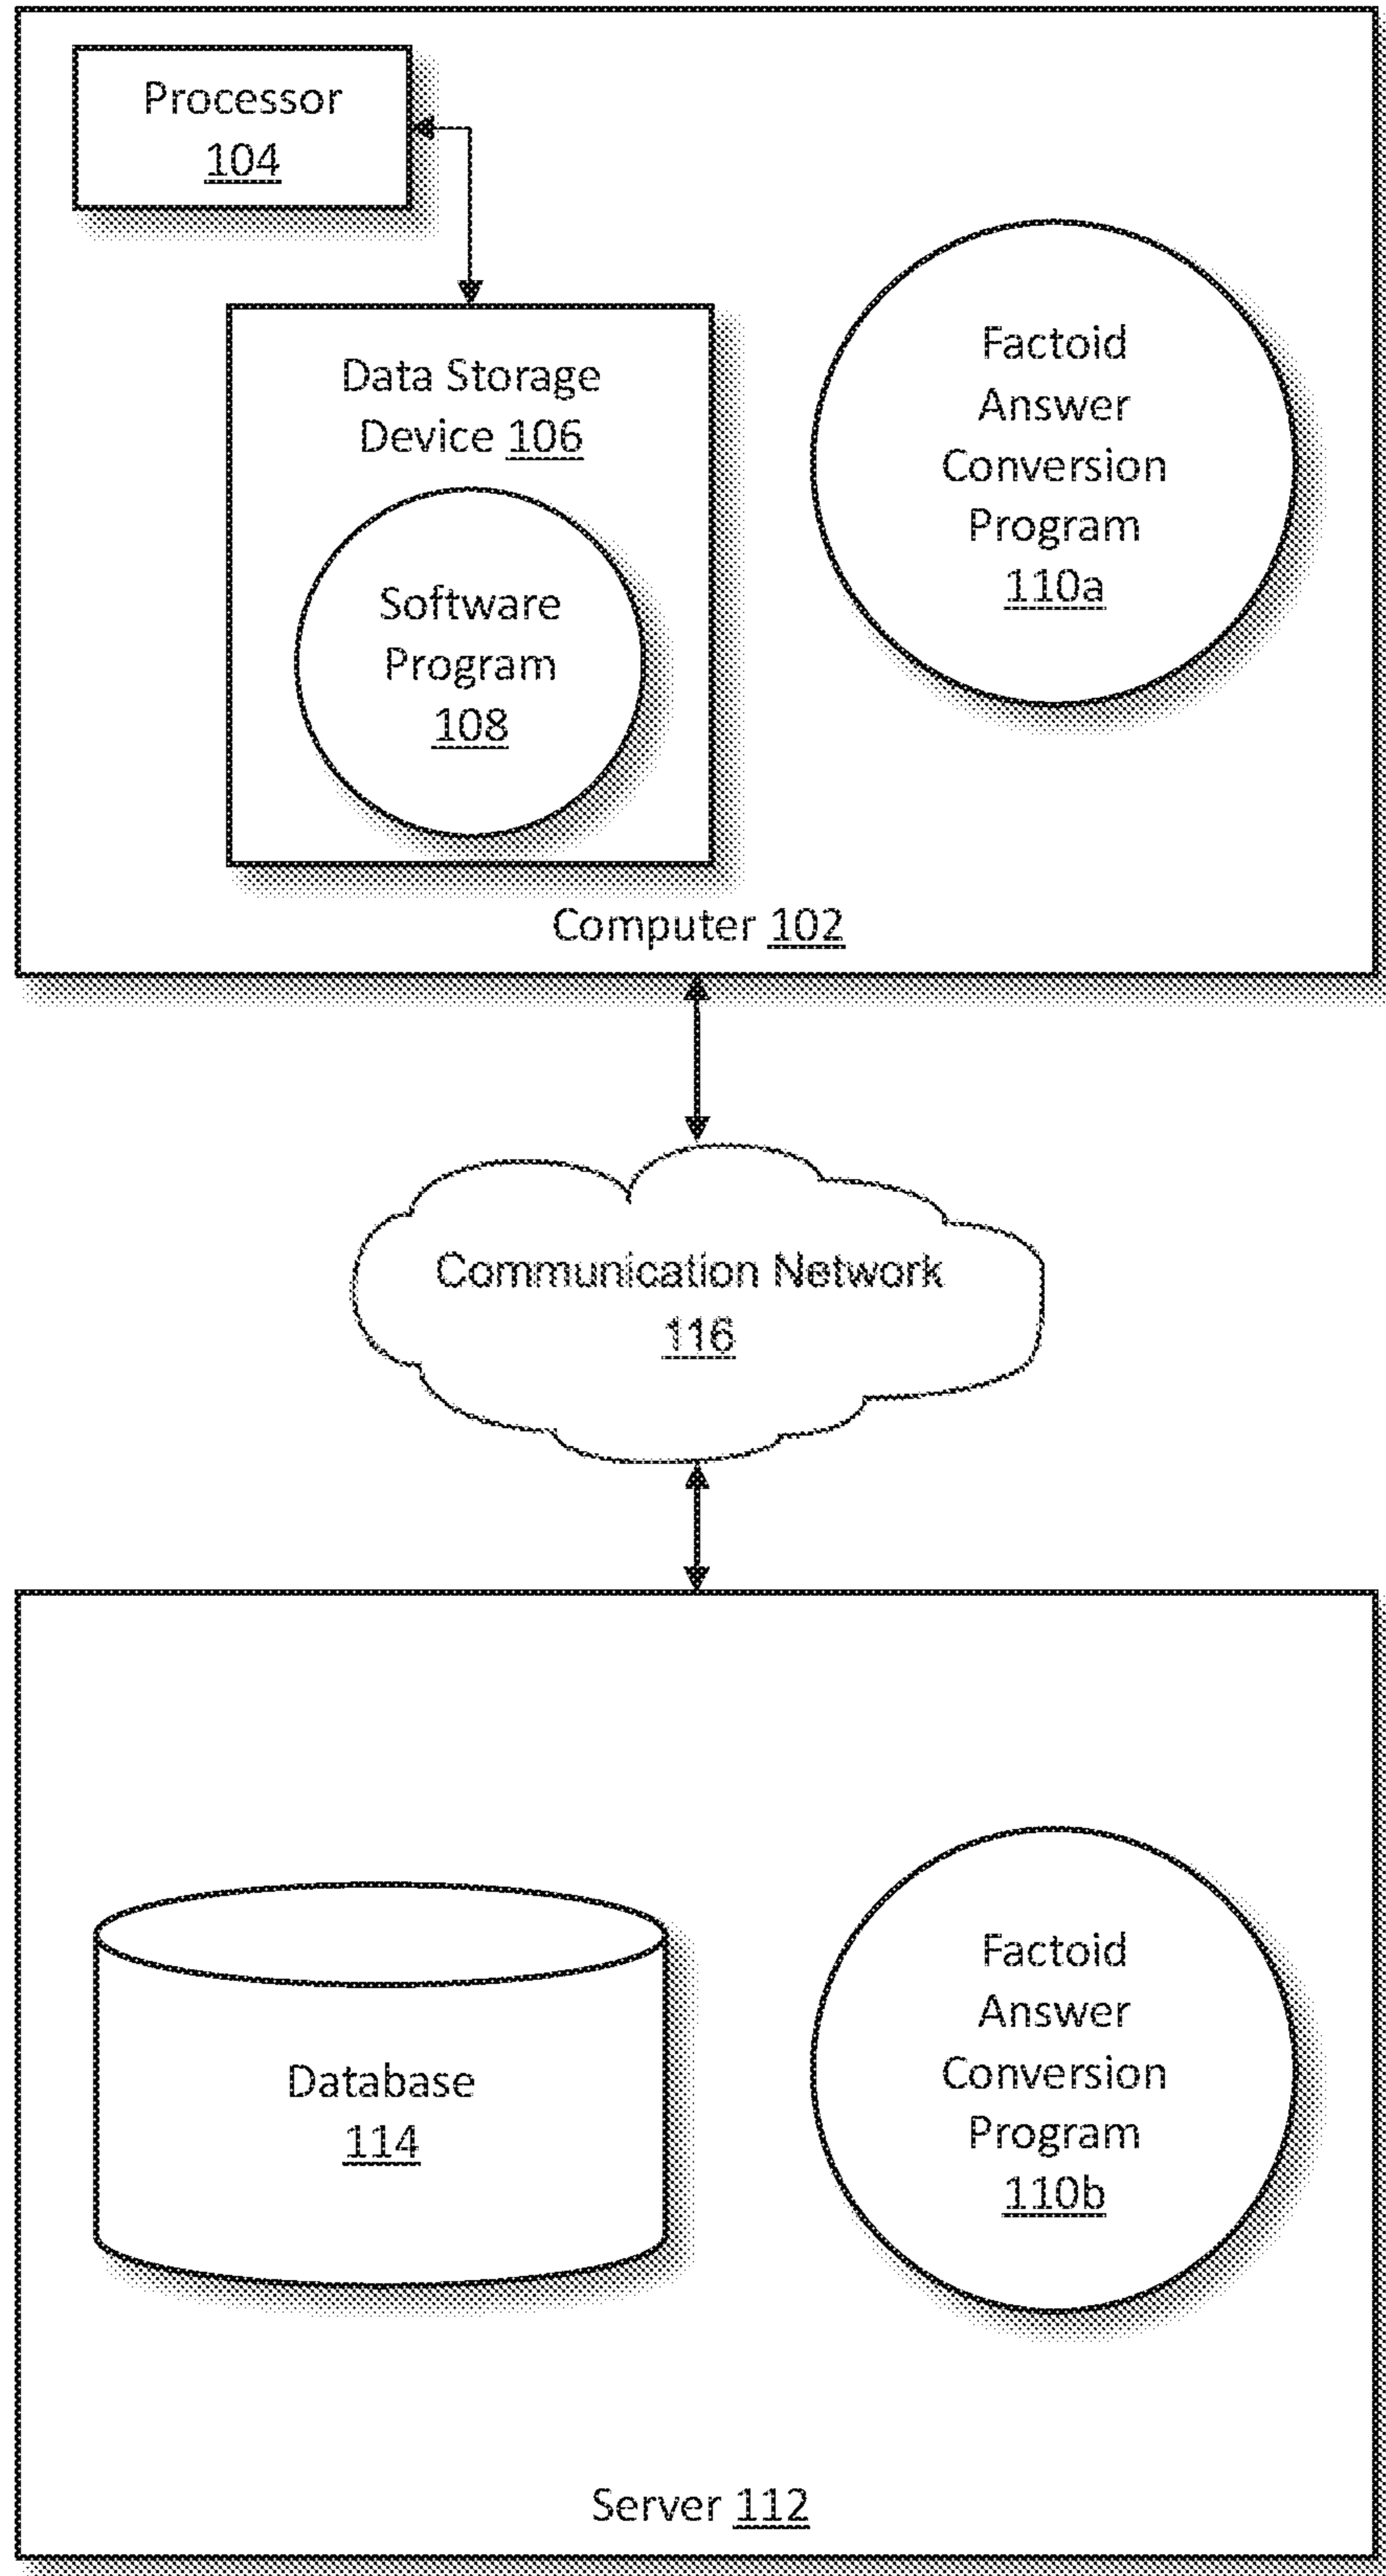 Processor
104
Data Storage
Device 106
Software
Program
108
Factoid
Answer
Conversion
Program
110a
Computer 102
Communication Network
116
Database
114
Factoid
Answer
Conversion
Program
110b
Server 112